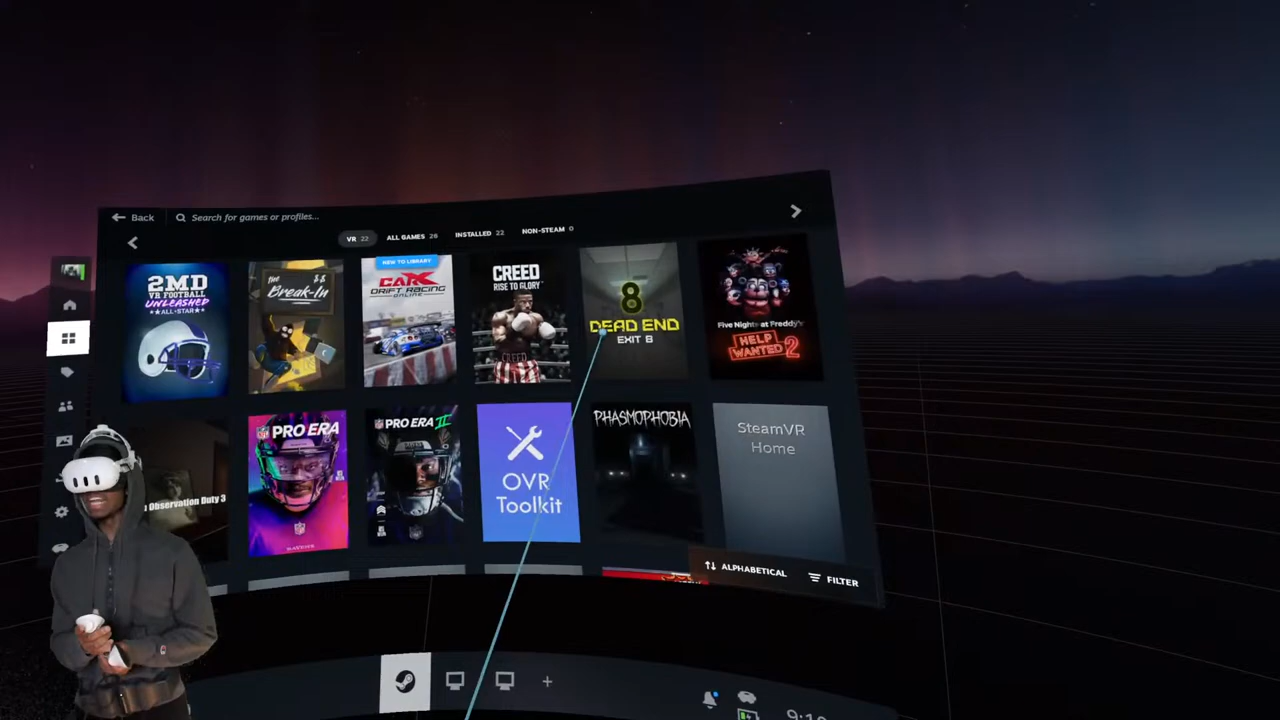 Back
Search for games or profiles...
VR 22
ALL GAMES 26
INSTALLED 22
NON-STEAM 0
2MD
VR FOOTBALL
UNLEASHED
★★ALL★STAR★★
the
Break-In
NEW TO LIBRARY
CARX
DRIFT RACING
ONLINE
CREED
RISE TO GLORY
CREED
8
DEAD END
EXIT 8
Five Nights at Freddy's
HELP
WANTED 2
Observation Duty 3
NFL PRO ERA
RAVENS
PRO ERA II
OVR
Toolkit
PHASMOPHOBIA
SteamVR
Home
ALPHABETICAL
FILTER
+